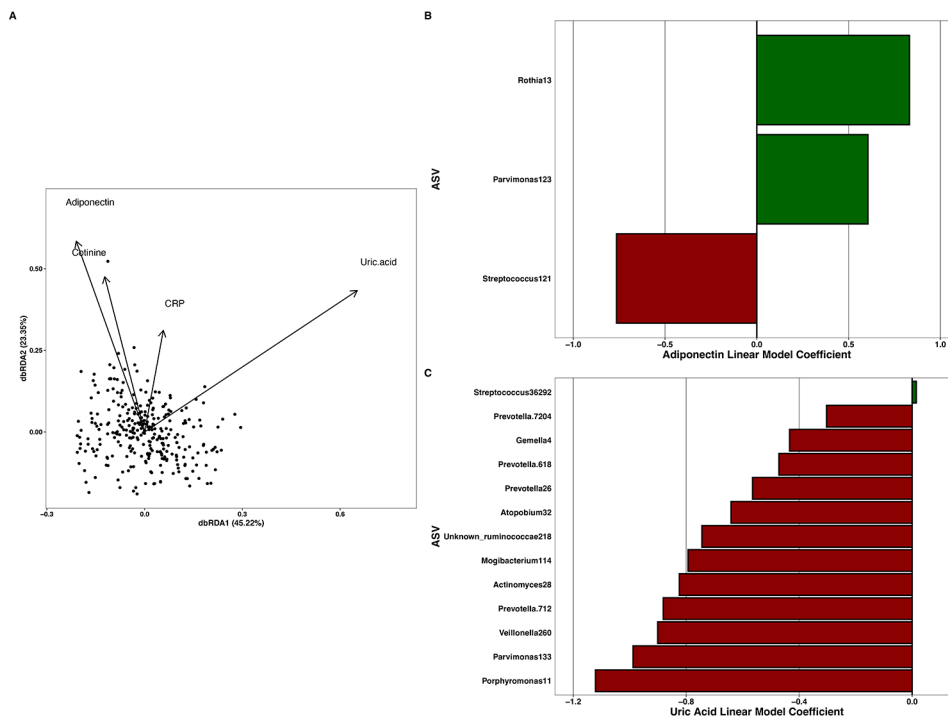 A
Adiponectin
Cotinine
Uric.acid
CRP
dbRDA2 (23.35%)
0.50
0.25
0.00
−0.3
0.0
0.3
0.6
dbRDA1 (45.22%)
B
ASV
Rothia13
Parvimonas123
Streptococcus121
−1.0
−0.5
0.0
0.5
1.0
Adiponectin Linear Model Coefficient
C
ASV
Streptococcus36292
Prevotella.7204
Gemella4
Prevotella.618
Prevotella26
Atopobium32
Unknown_ruminococcae218
Mogibacterium114
Actinomyces28
Prevotella.712
Veillonella260
Parvimonas133
Porphyromonas11
−1.2
−0.8
−0.4
0.0
Uric Acid Linear Model Coefficient